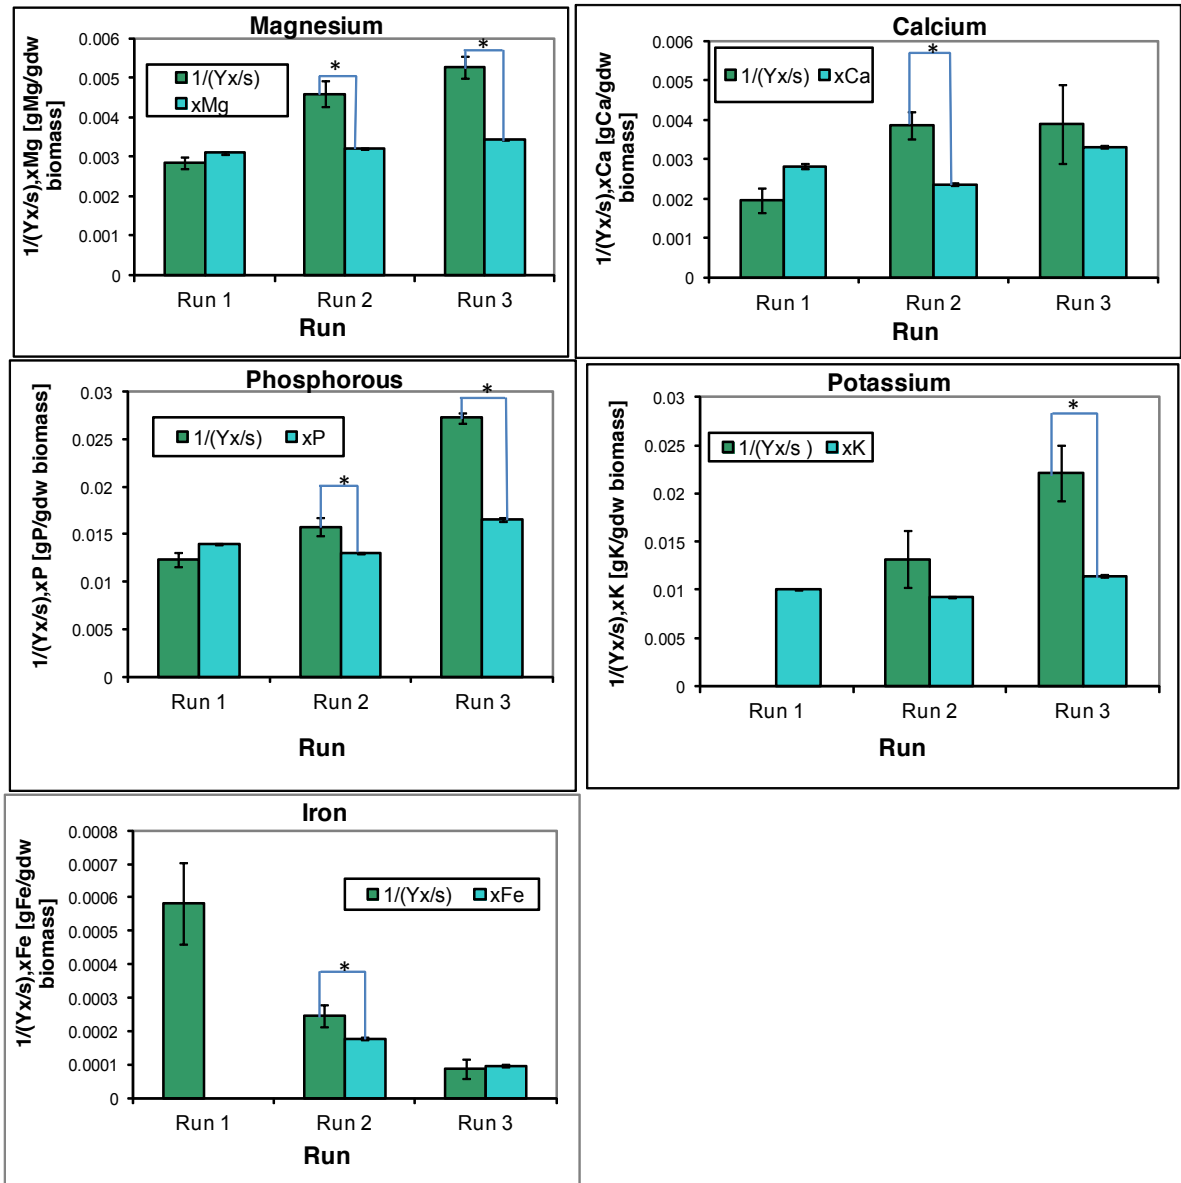 Magnesium
1/(Yx/s),xMg [gMg/gdw
biomass]
0.006
0.005
0.004
0.003
0.002
0.001
0
1/(Yx/s)
xMg
*
*
Run 1 Run 2 Run 3
Run
Calcium
1/(Yx/s),xCa [gCa/gdw
biomass]
0.006
0.005
0.004
0.003
0.002
0.001
0
1/(Yx/s) xCa
*
Run 1 Run 2 Run 3
Run
Phosphorous
1/(Yx/s),xP [gP/gdw biomass]
0.03
0.025
0.02
0.015
0.01
0.005
0
1/(Yx/s) xP
*
*
Run 1 Run 2 Run 3
Run
Potassium
1/(Yx/s),xK [gK/gdw biomass]
0.03
0.025
0.02
0.015
0.01
0.005
0
1/(Yx/s ) xK
*
Run 1 Run 2 Run 3
Run
Iron
1/(Yx/s),xFe [gFe/gdw
biomass]
0.0008
0.0007
0.0006
0.0005
0.0004
0.0003
0.0002
0.0001
0
1/(Yx/s) xFe
*
Run 1 Run 2 Run 3
Run